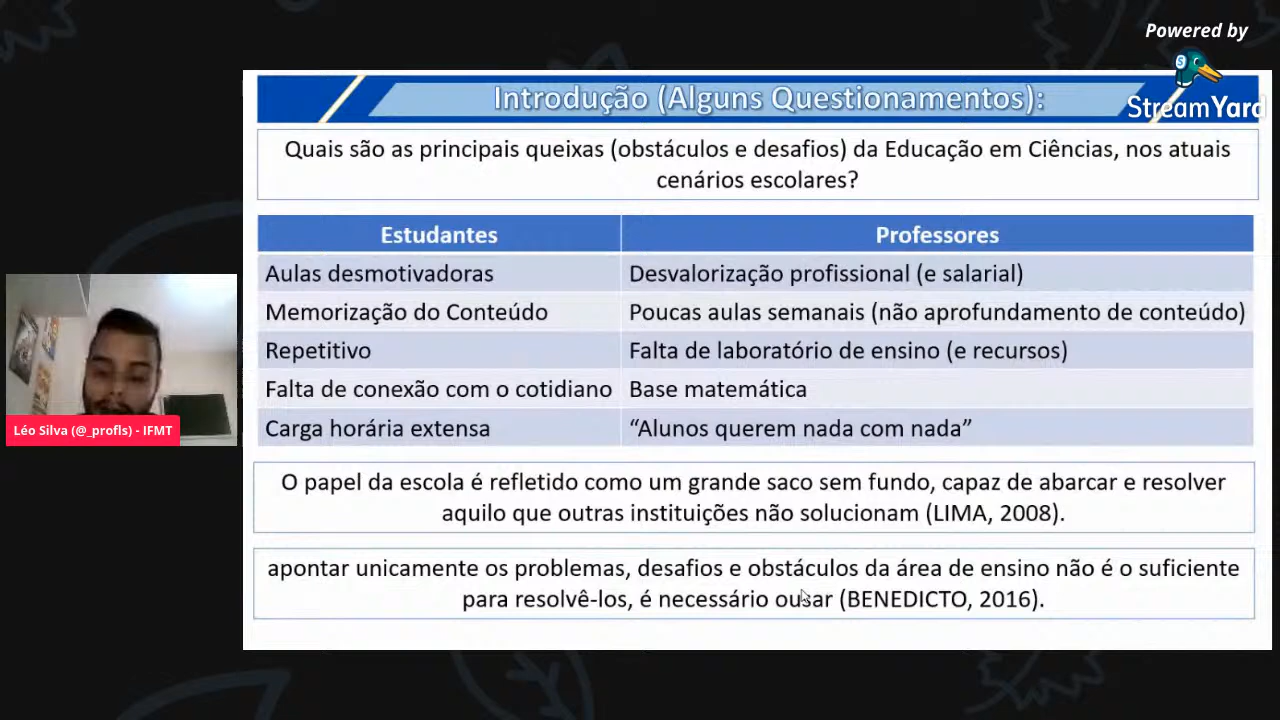 Powered by
StreamYard
Introdução (Alguns Questionamentos):
Quais são as principais queixas (obstáculos e desafios) da Educação em Ciências, nos atuais
cenários escolares?
Estudantes Professores
Aulas desmotivadoras Desvalorização profissional (e salarial)
Memorização do Conteúdo Poucas aulas semanais (não aprofundamento de conteúdo)
Repetitivo Falta de laboratório de ensino (e recursos)
Falta de conexão com o cotidiano Base matemática
Carga horária extensa “Alunos querem nada com nada”
Léo Silva (@_profls) - IFMT
O papel da escola é refletido como um grande saco sem fundo, capaz de abarcar e resolver
aquilo que outras instituições não solucionam (LIMA, 2008).
apontar unicamente os problemas, desafios e obstáculos da área de ensino não é o suficiente
para resolvê-los, é necessário ousar (BENEDICTO, 2016).